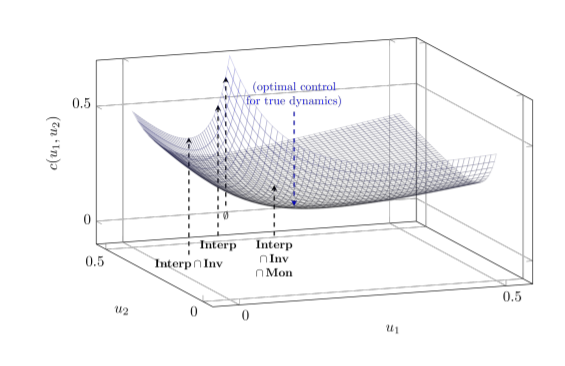 (optimal control
for true dynamics)
0.5
c(u₁, u₂)
0
∅
Interp
Interp
Interp∩Inv
∩Inv
∩Mon
0.5
u₂
0
0
u₁
0.5